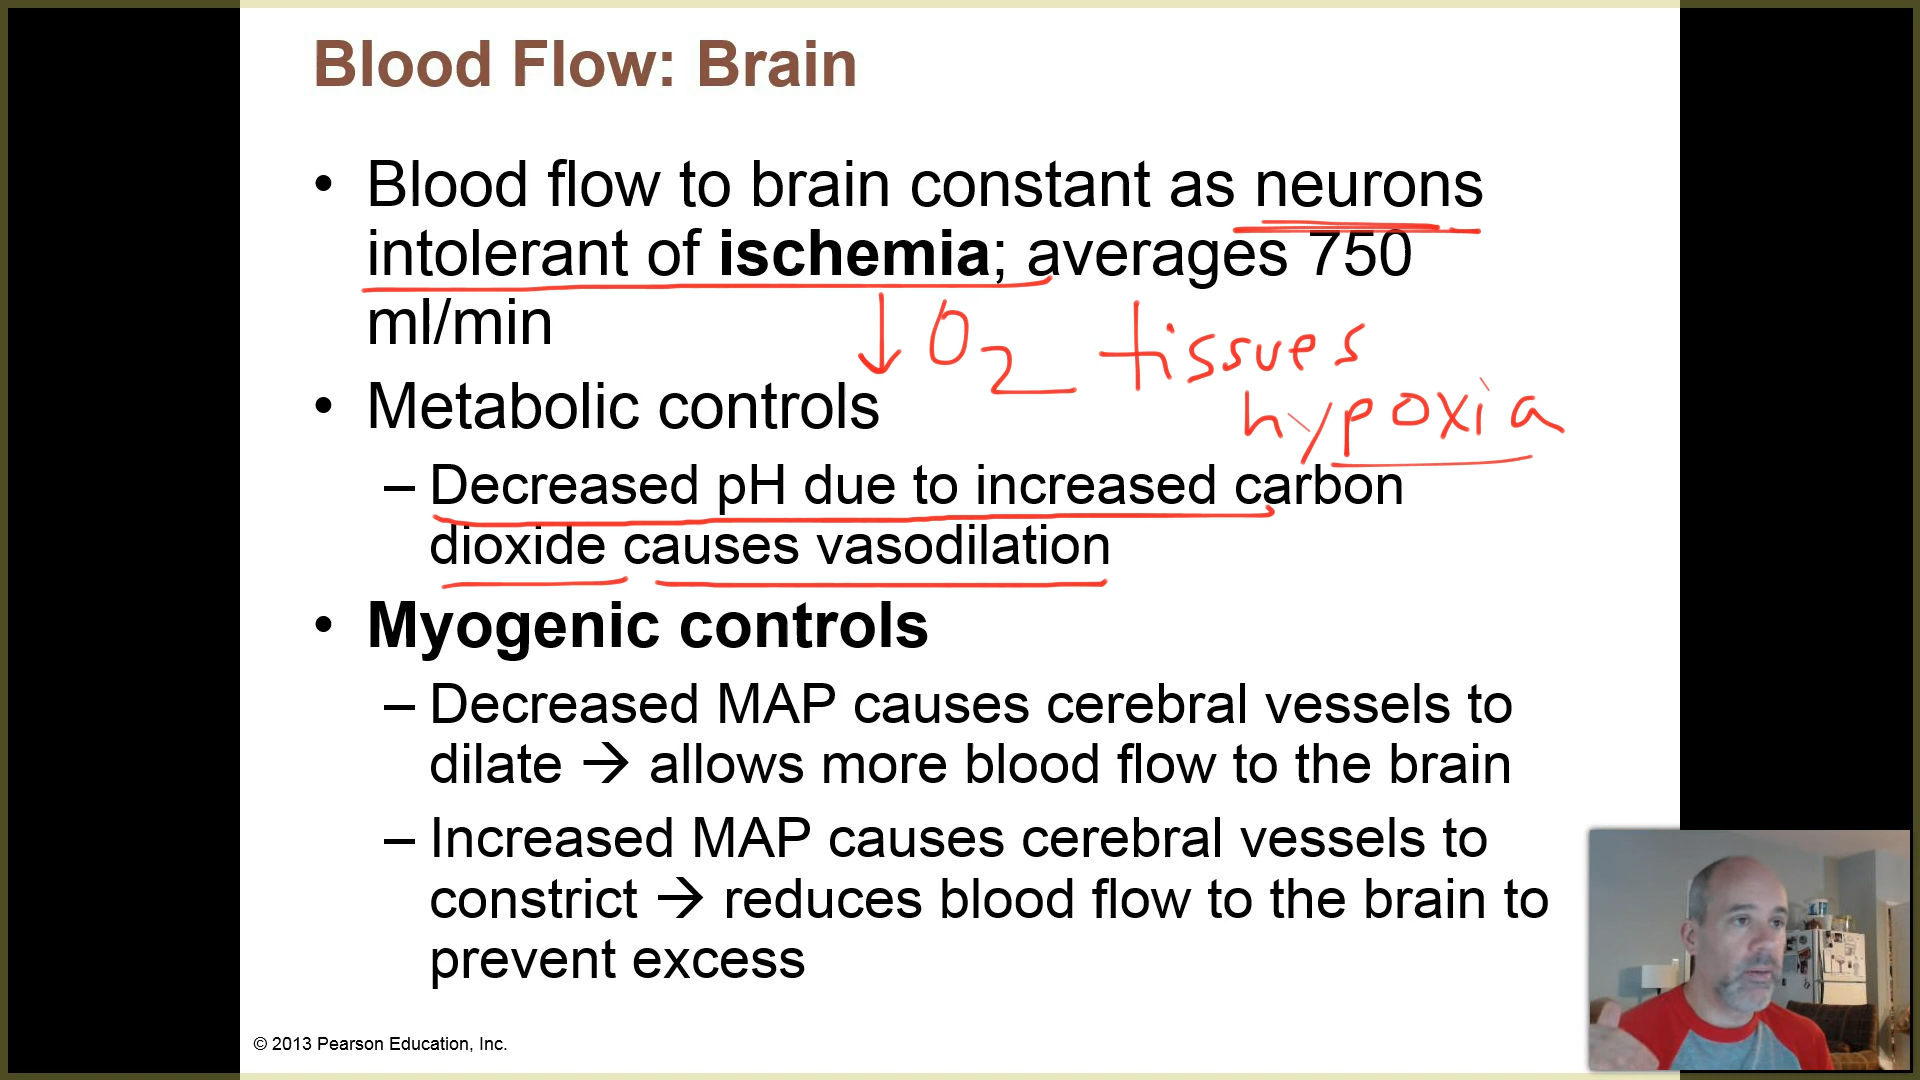 Blood Flow: Brain
• Blood flow to brain constant as neurons
intolerant of ischemia; averages 750
ml/min
↓ O2 tissues
hypoxia
• Metabolic controls
– Decreased pH due to increased carbon
dioxide causes vasodilation
• Myogenic controls
– Decreased MAP causes cerebral vessels to
dilate → allows more blood flow to the brain
– Increased MAP causes cerebral vessels to
constrict → reduces blood flow to the brain to
prevent excess
© 2013 Pearson Education, Inc.